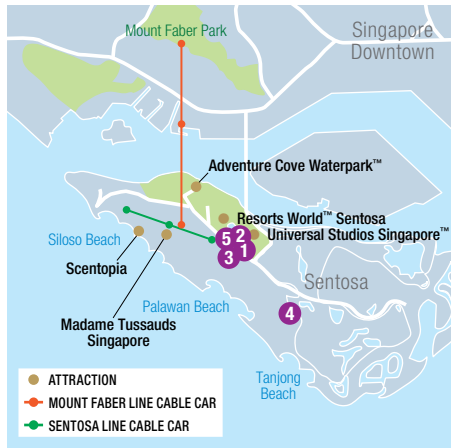 Mount Faber Park
Singapore
Downtown
Adventure Cove Waterpark™
Resorts World™ Sentosa
Universal Studios Singapore™
5
2
1
3
Siloso Beach
Scentopia
Sentosa
Palawan Beach
4
Madame Tussauds
Singapore
Tanjong
Beach
ATTRACTION
MOUNT FABER LINE CABLE CAR
SENTOSA LINE CABLE CAR